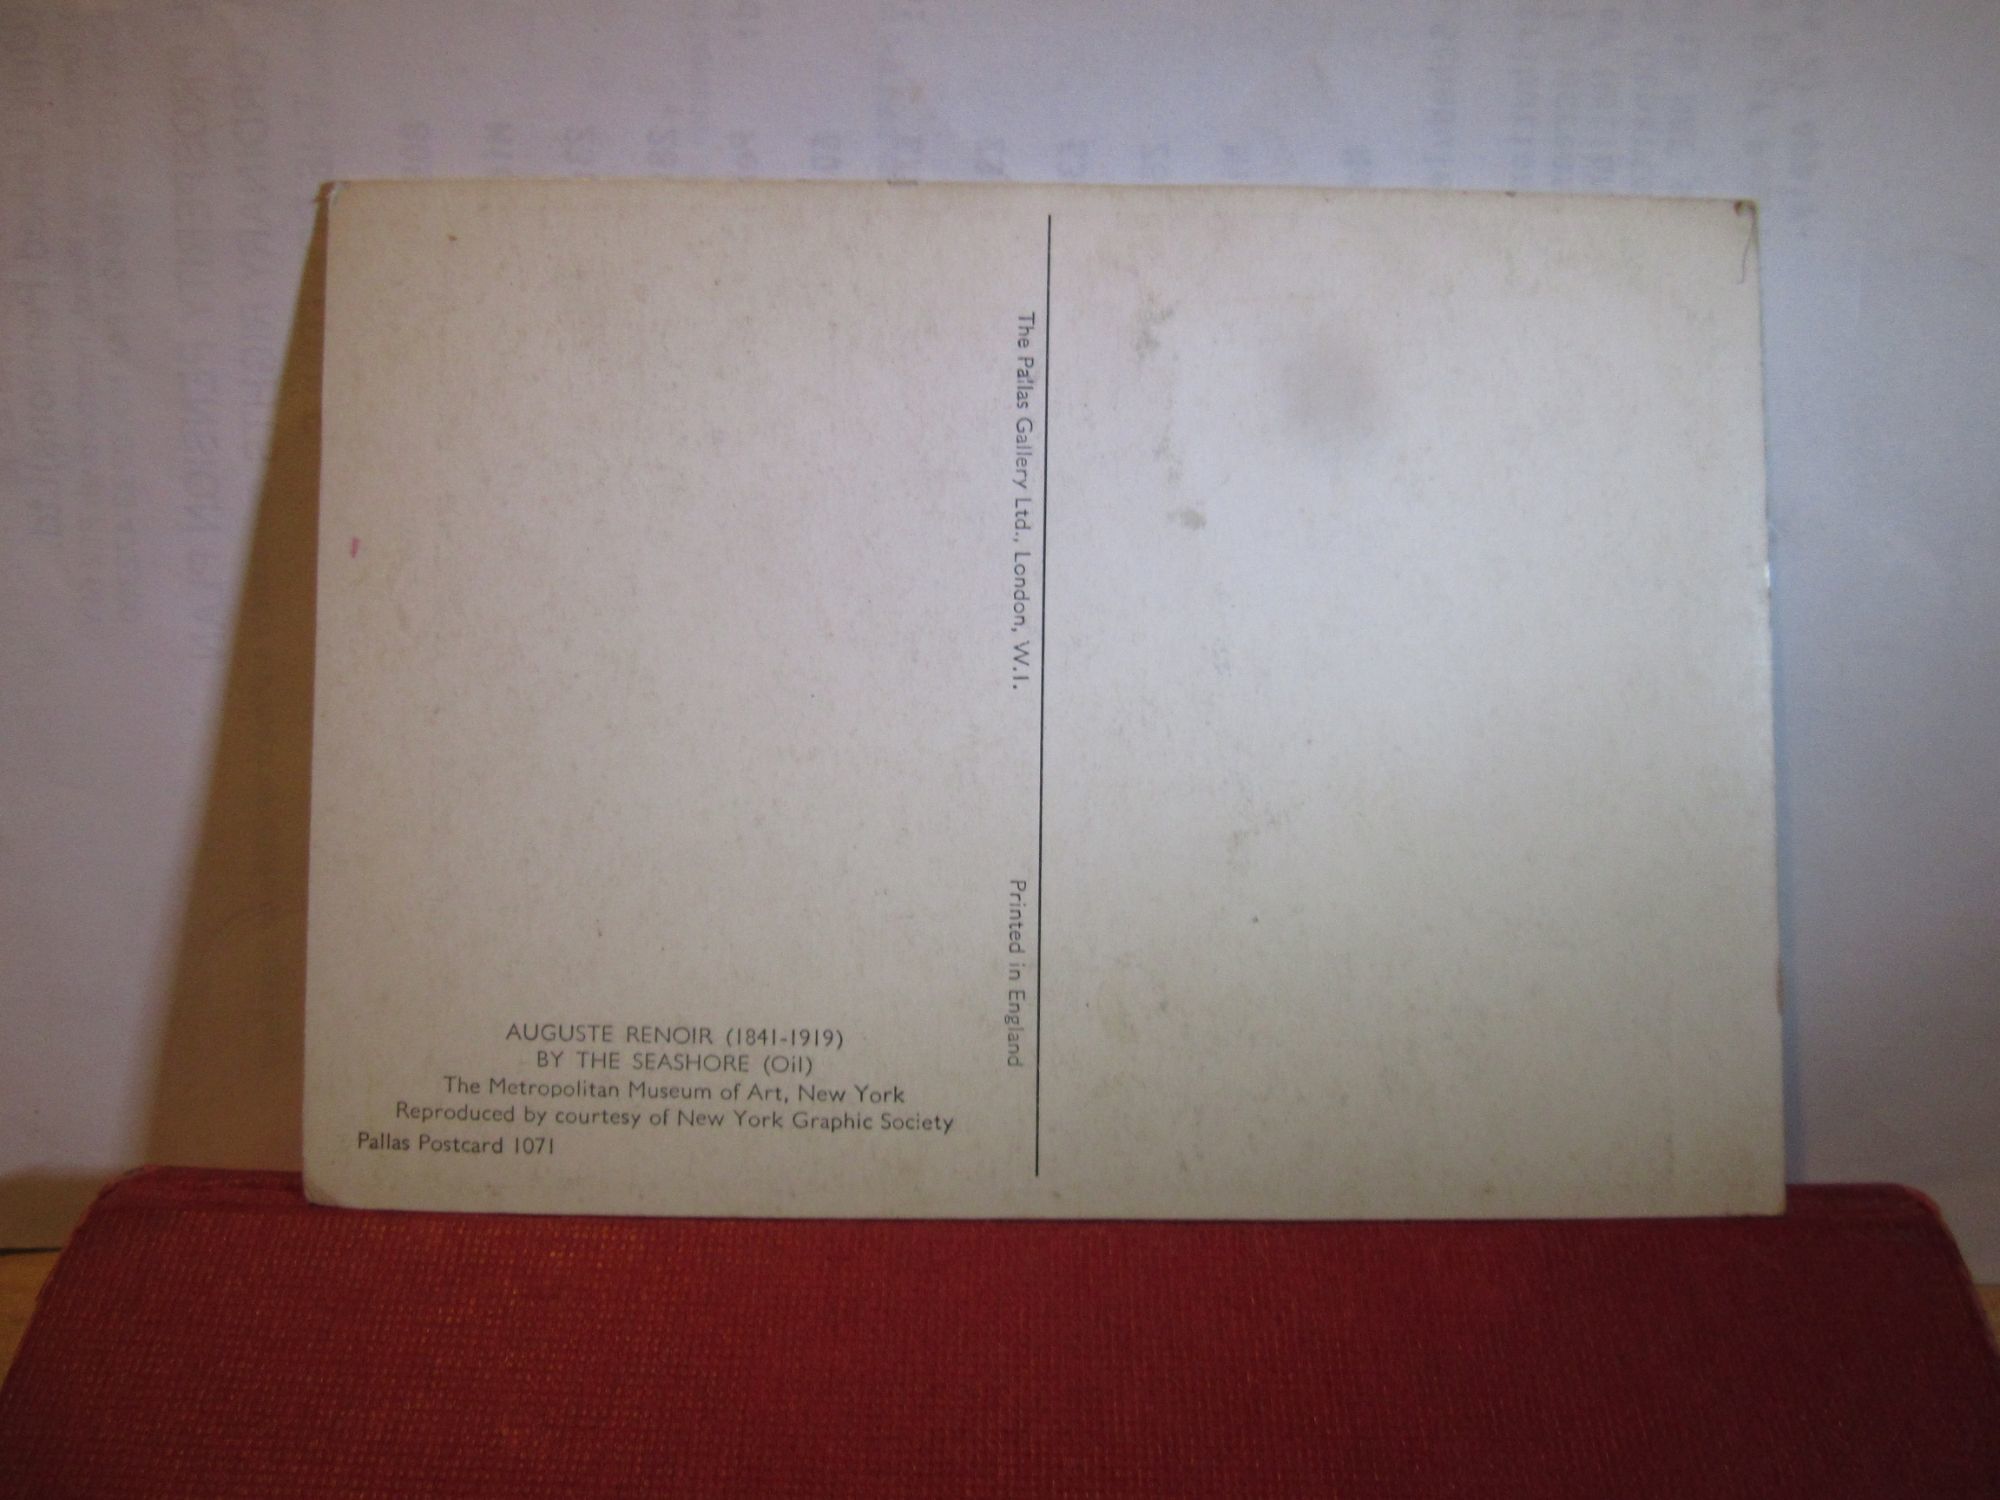 The Pallas Gallery Ltd., London, W.1.
Printed in England
AUGUSTE RENOIR (1841-1919)
BY THE SEASHORE (Oil)
The Metropolitan Museum of Art, New York
Reproduced by courtesy of New York Graphic Society
Pallas Postcard 1071